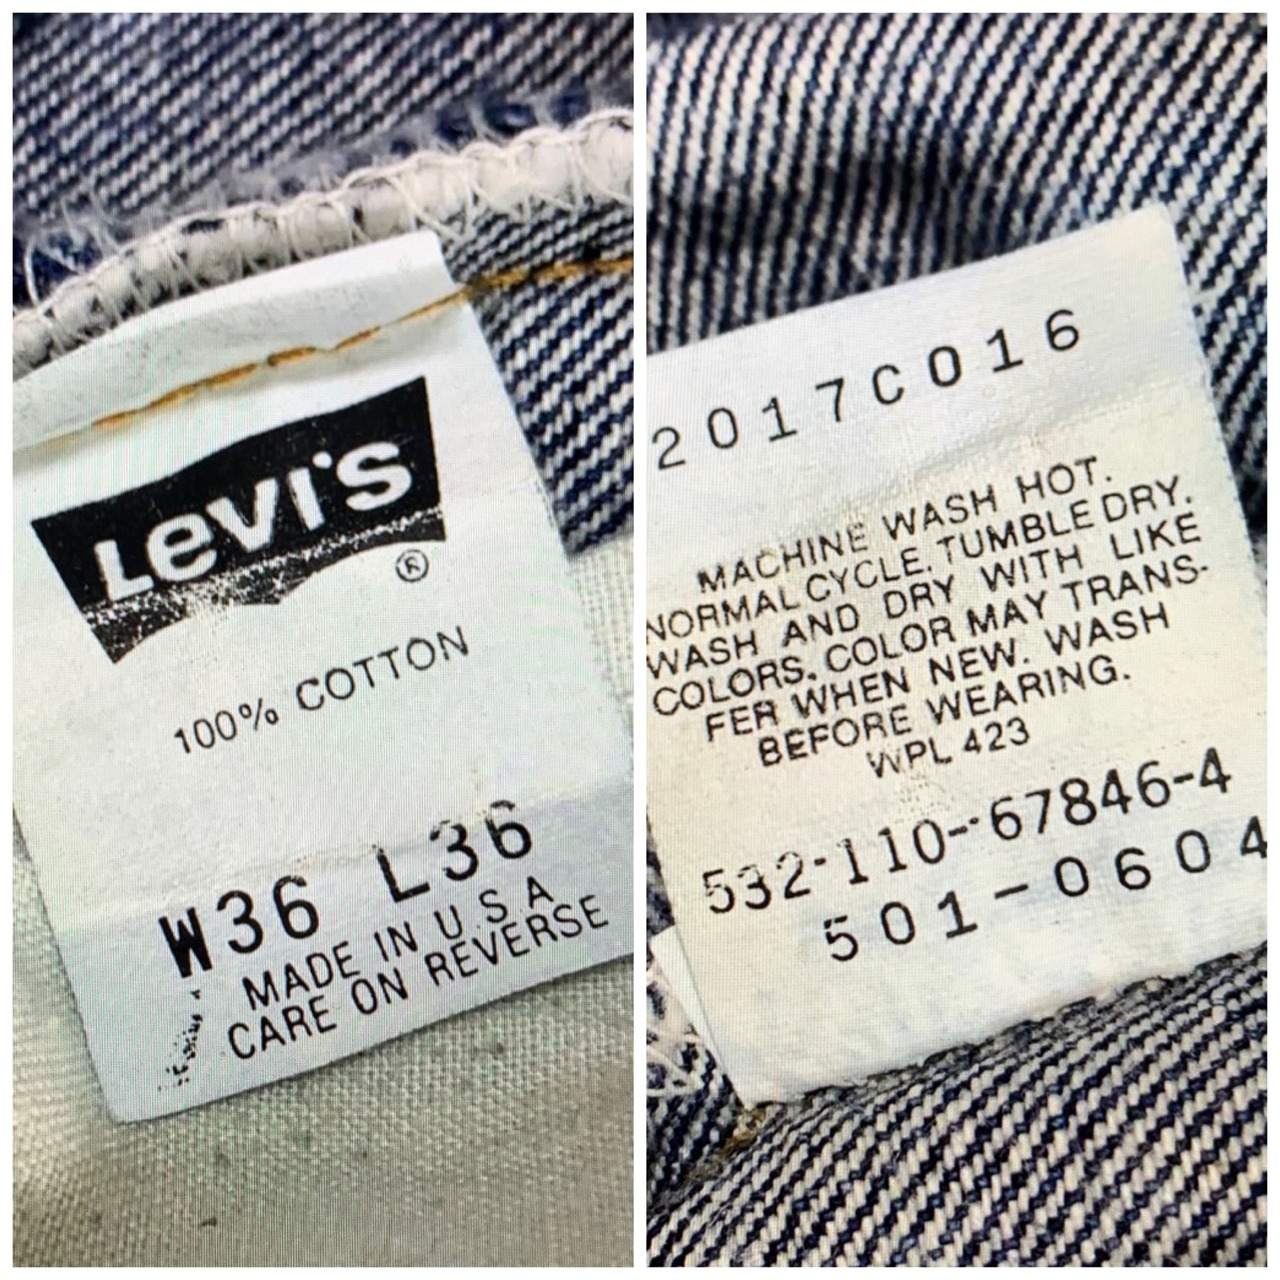 Levi's
®
100% COTTON
W36 L36
MADE IN U S A
CARE ON REVERSE
2017C016
MACHINE WASH HOT.
NORMAL CYCLE. TUMBLE DRY.
WASH AND DRY WITH LIKE
COLORS. COLOR MAY TRANS-
FER WHEN NEW. WASH
BEFORE WEARING.
WPL 423
532-110-67846-4
501-0604